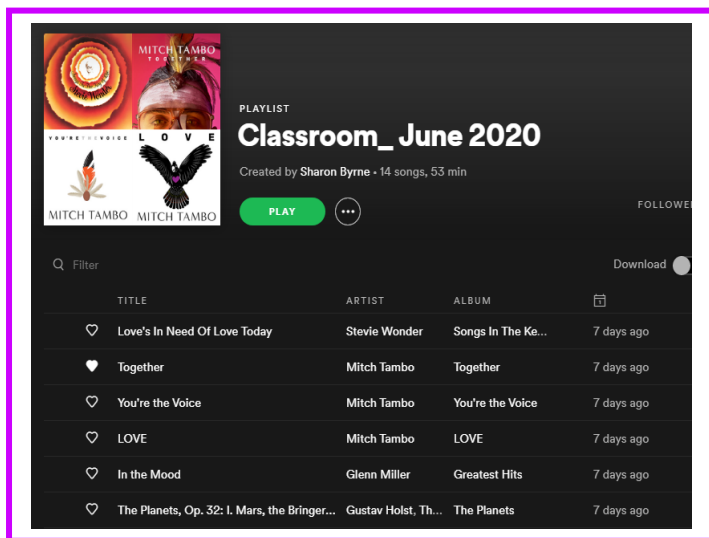 MITCH TAMBO
TOGETHER
Stevie Wonder
YOU'RE THE VOICE
LOVE
MITCH TAMBO
MITCH TAMBO
PLAYLIST
Classroom_ June 2020
Created by Sharon Byrne • 14 songs, 53 min
PLAY
FOLLOWER
Filter
Download
TITLE ARTIST ALBUM
Love's In Need Of Love Today Stevie Wonder Songs In The Ke... 7 days ago
Together Mitch Tambo Together 7 days ago
You're the Voice Mitch Tambo You're the Voice 7 days ago
LOVE Mitch Tambo LOVE 7 days ago
In the Mood Glenn Miller Greatest Hits 7 days ago
The Planets, Op. 32: I. Mars, the Bringer... Gustav Holst, Th... The Planets 7 days ago